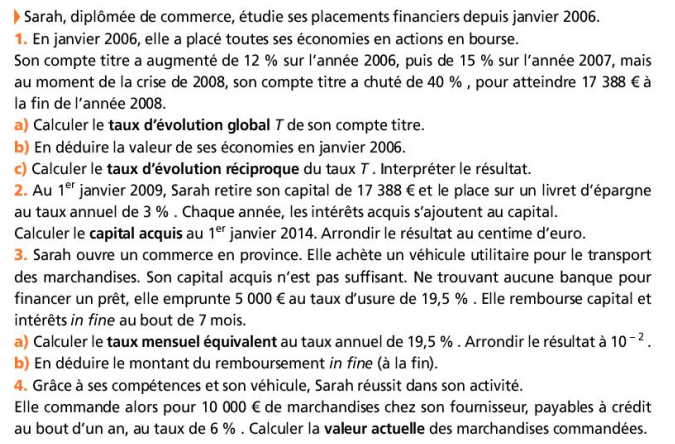 Sarah, diplômée de commerce, étudie ses placements financiers depuis janvier 2006.
1. En janvier 2006, elle a placé toutes ses économies en actions en bourse.
Son compte titre a augmenté de 12 % sur l'année 2006, puis de 15 % sur l'année 2007, mais
au moment de la crise de 2008, son compte titre a chuté de 40 % , pour atteindre 17 388 € à
la fin de l'année 2008.
a) Calculer le taux d'évolution global T de son compte titre.
b) En déduire la valeur de ses économies en janvier 2006.
c) Calculer le taux d'évolution réciproque du taux T . Interpréter le résultat.
2. Au 1er janvier 2009, Sarah retire son capital de 17 388 € et le place sur un livret d'épargne
au taux annuel de 3 % . Chaque année, les intérêts acquis s'ajoutent au capital.
Calculer le capital acquis au 1er janvier 2014. Arrondir le résultat au centime d'euro.
3. Sarah ouvre un commerce en province. Elle achète un véhicule utilitaire pour le transport
des marchandises. Son capital acquis n'est pas suffisant. Ne trouvant aucune banque pour
financer un prêt, elle emprunte 5 000 € au taux d'usure de 19,5 % . Elle rembourse capital et
intérêts in fine au bout de 7 mois.
a) Calculer le taux mensuel équivalent au taux annuel de 19,5 % . Arrondir le résultat à 10⁻².
b) En déduire le montant du remboursement in fine (à la fin).
4. Grâce à ses compétences et son véhicule, Sarah réussit dans son activité.
Elle commande alors pour 10 000 € de marchandises chez son fournisseur, payables à crédit
au bout d'un an, au taux de 6 % . Calculer la valeur actuelle des marchandises commandées.